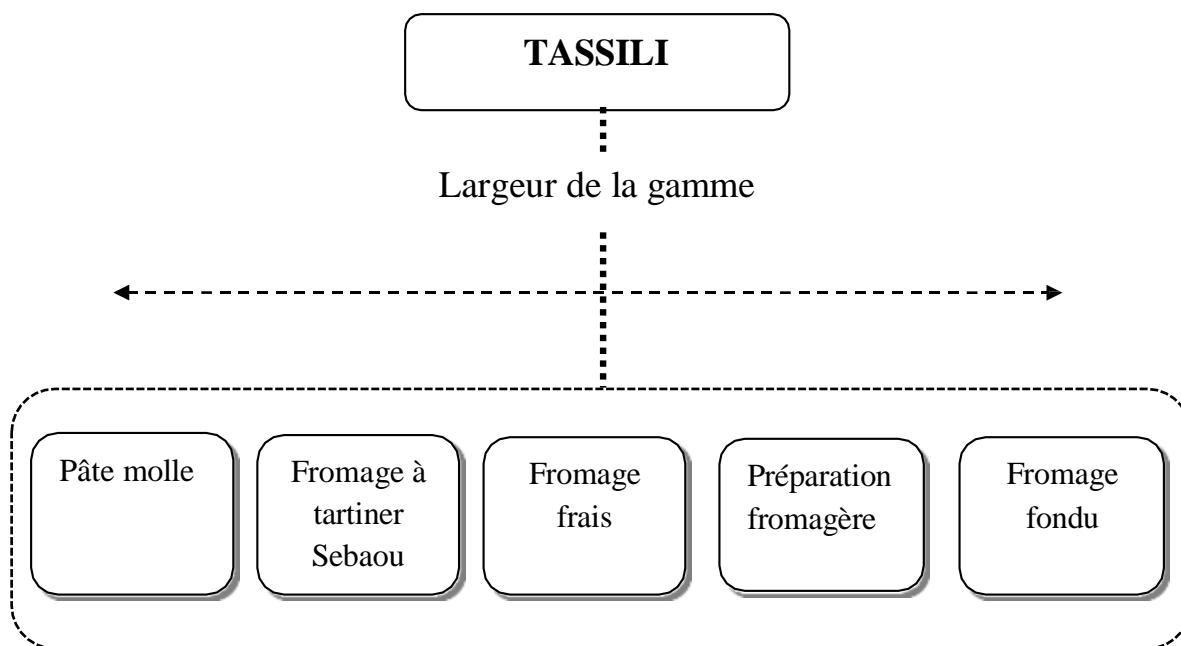 TASSILI
Largeur de la gamme
Pâte molle
Fromage à
tartiner
Sebaou
Fromage
frais
Préparation
fromagère
Fromage
fondu